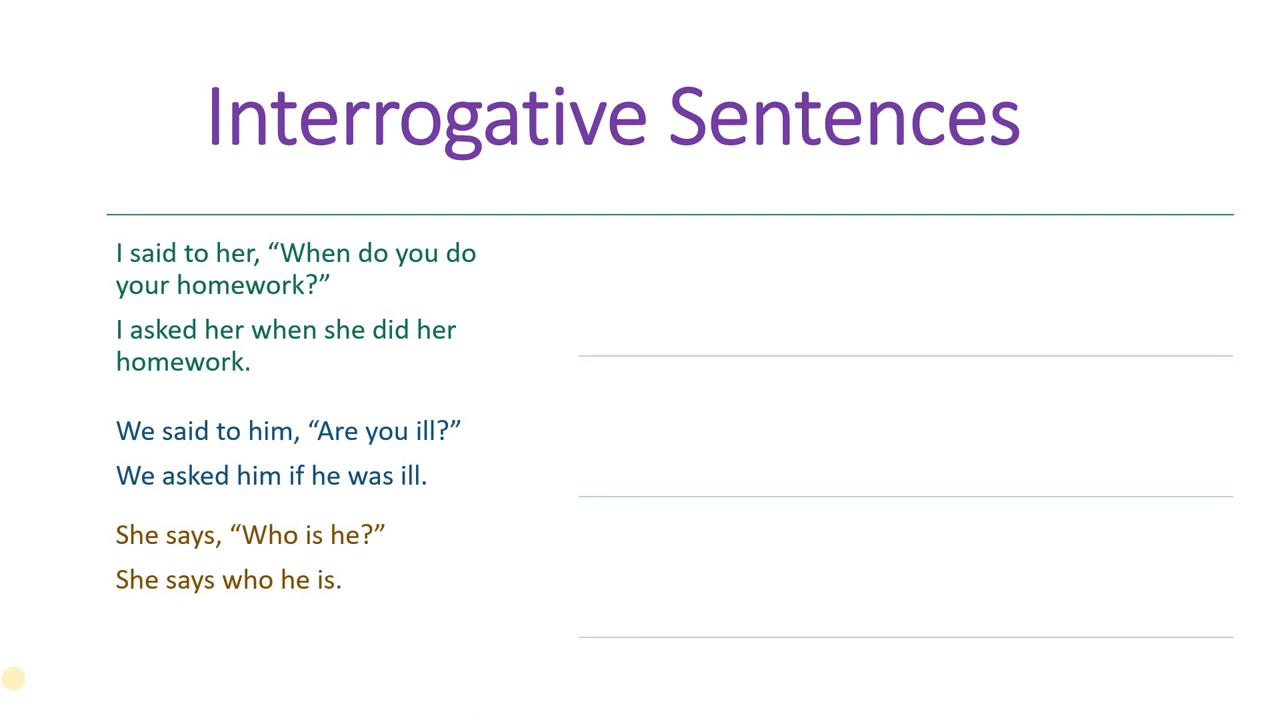 Interrogative Sentences
I said to her, “When do you do
your homework?”
I asked her when she did her
homework.
We said to him, “Are you ill?”
We asked him if he was ill.
She says, “Who is he?”
She says who he is.